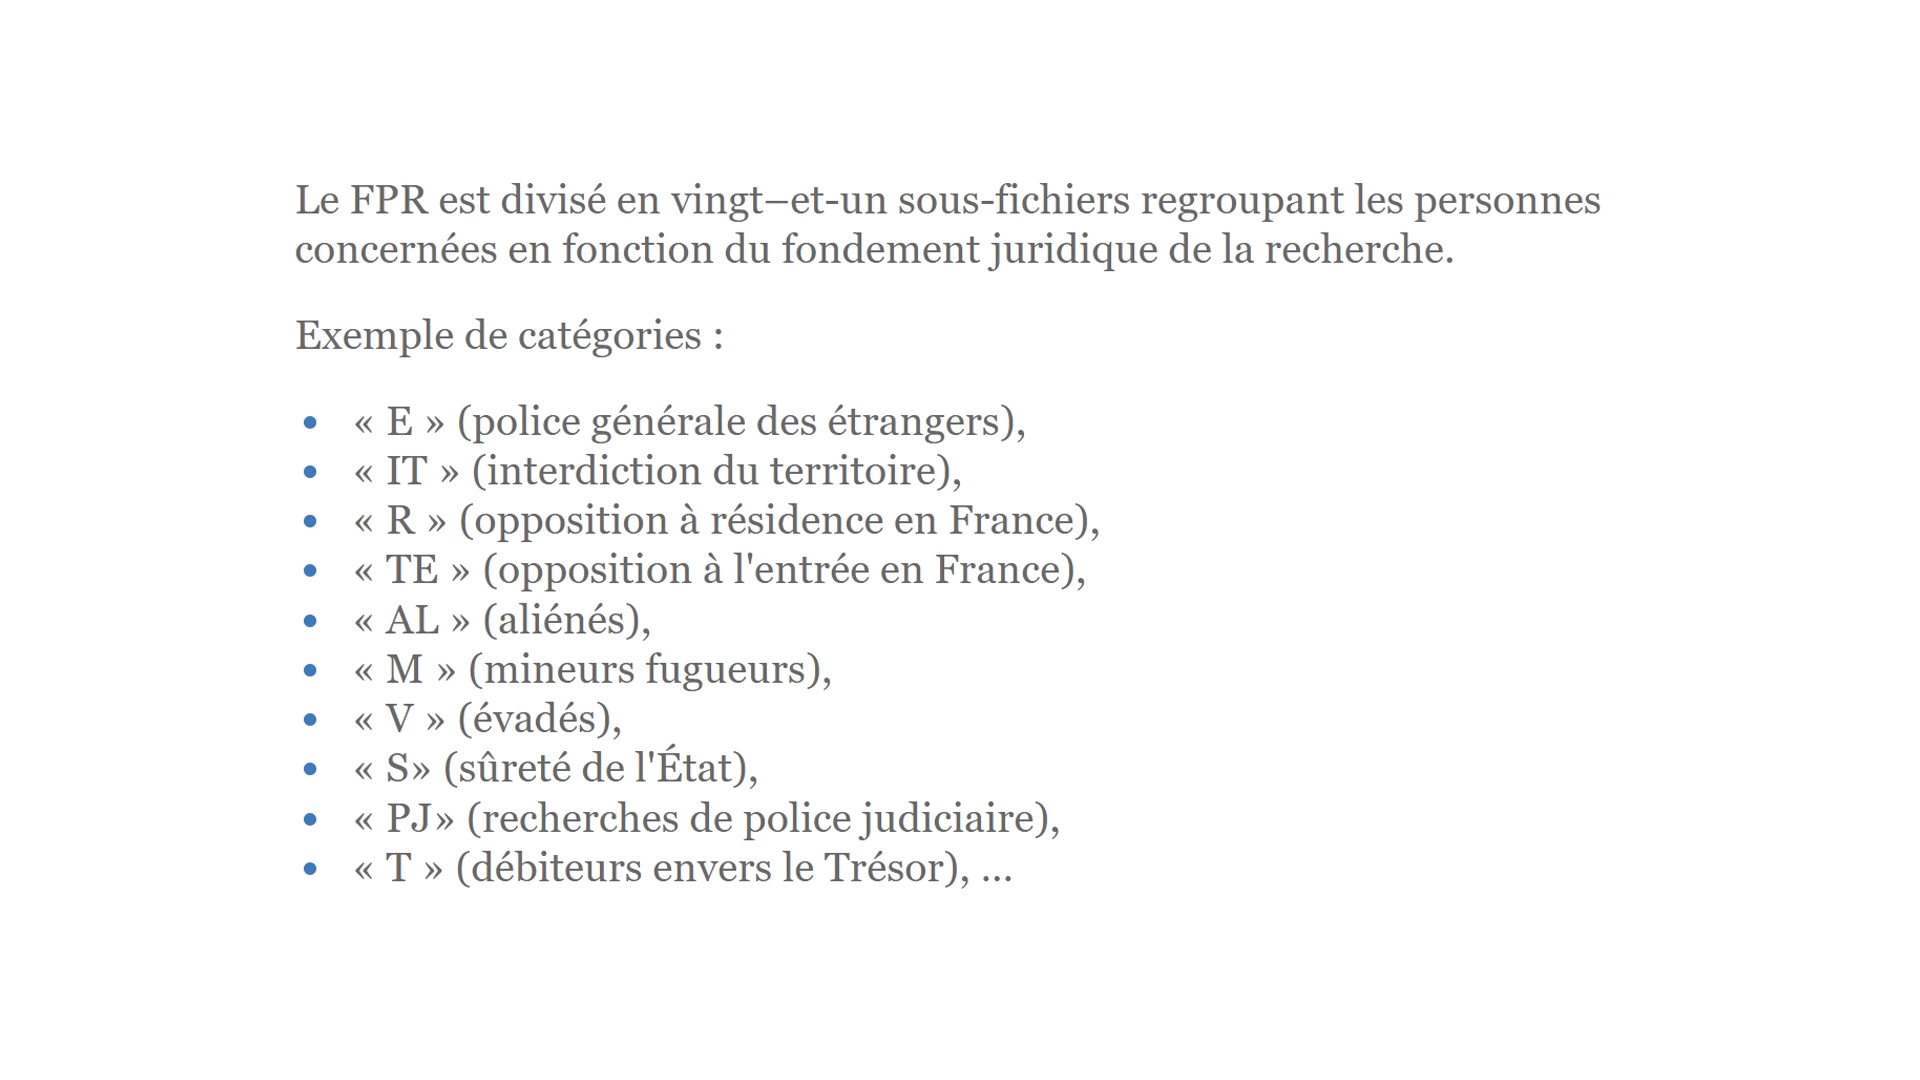 Le FPR est divisé en vingt–et-un sous-fichiers regroupant les personnes
concernées en fonction du fondement juridique de la recherche.
Exemple de catégories :
• « E » (police générale des étrangers),
• « IT » (interdiction du territoire),
• « R » (opposition à résidence en France),
• « TE » (opposition à l'entrée en France),
• « AL » (aliénés),
• « M » (mineurs fugueurs),
• « V » (évadés),
• « S» (sûreté de l'État),
• « PJ» (recherches de police judiciaire),
• « T » (débiteurs envers le Trésor), ...